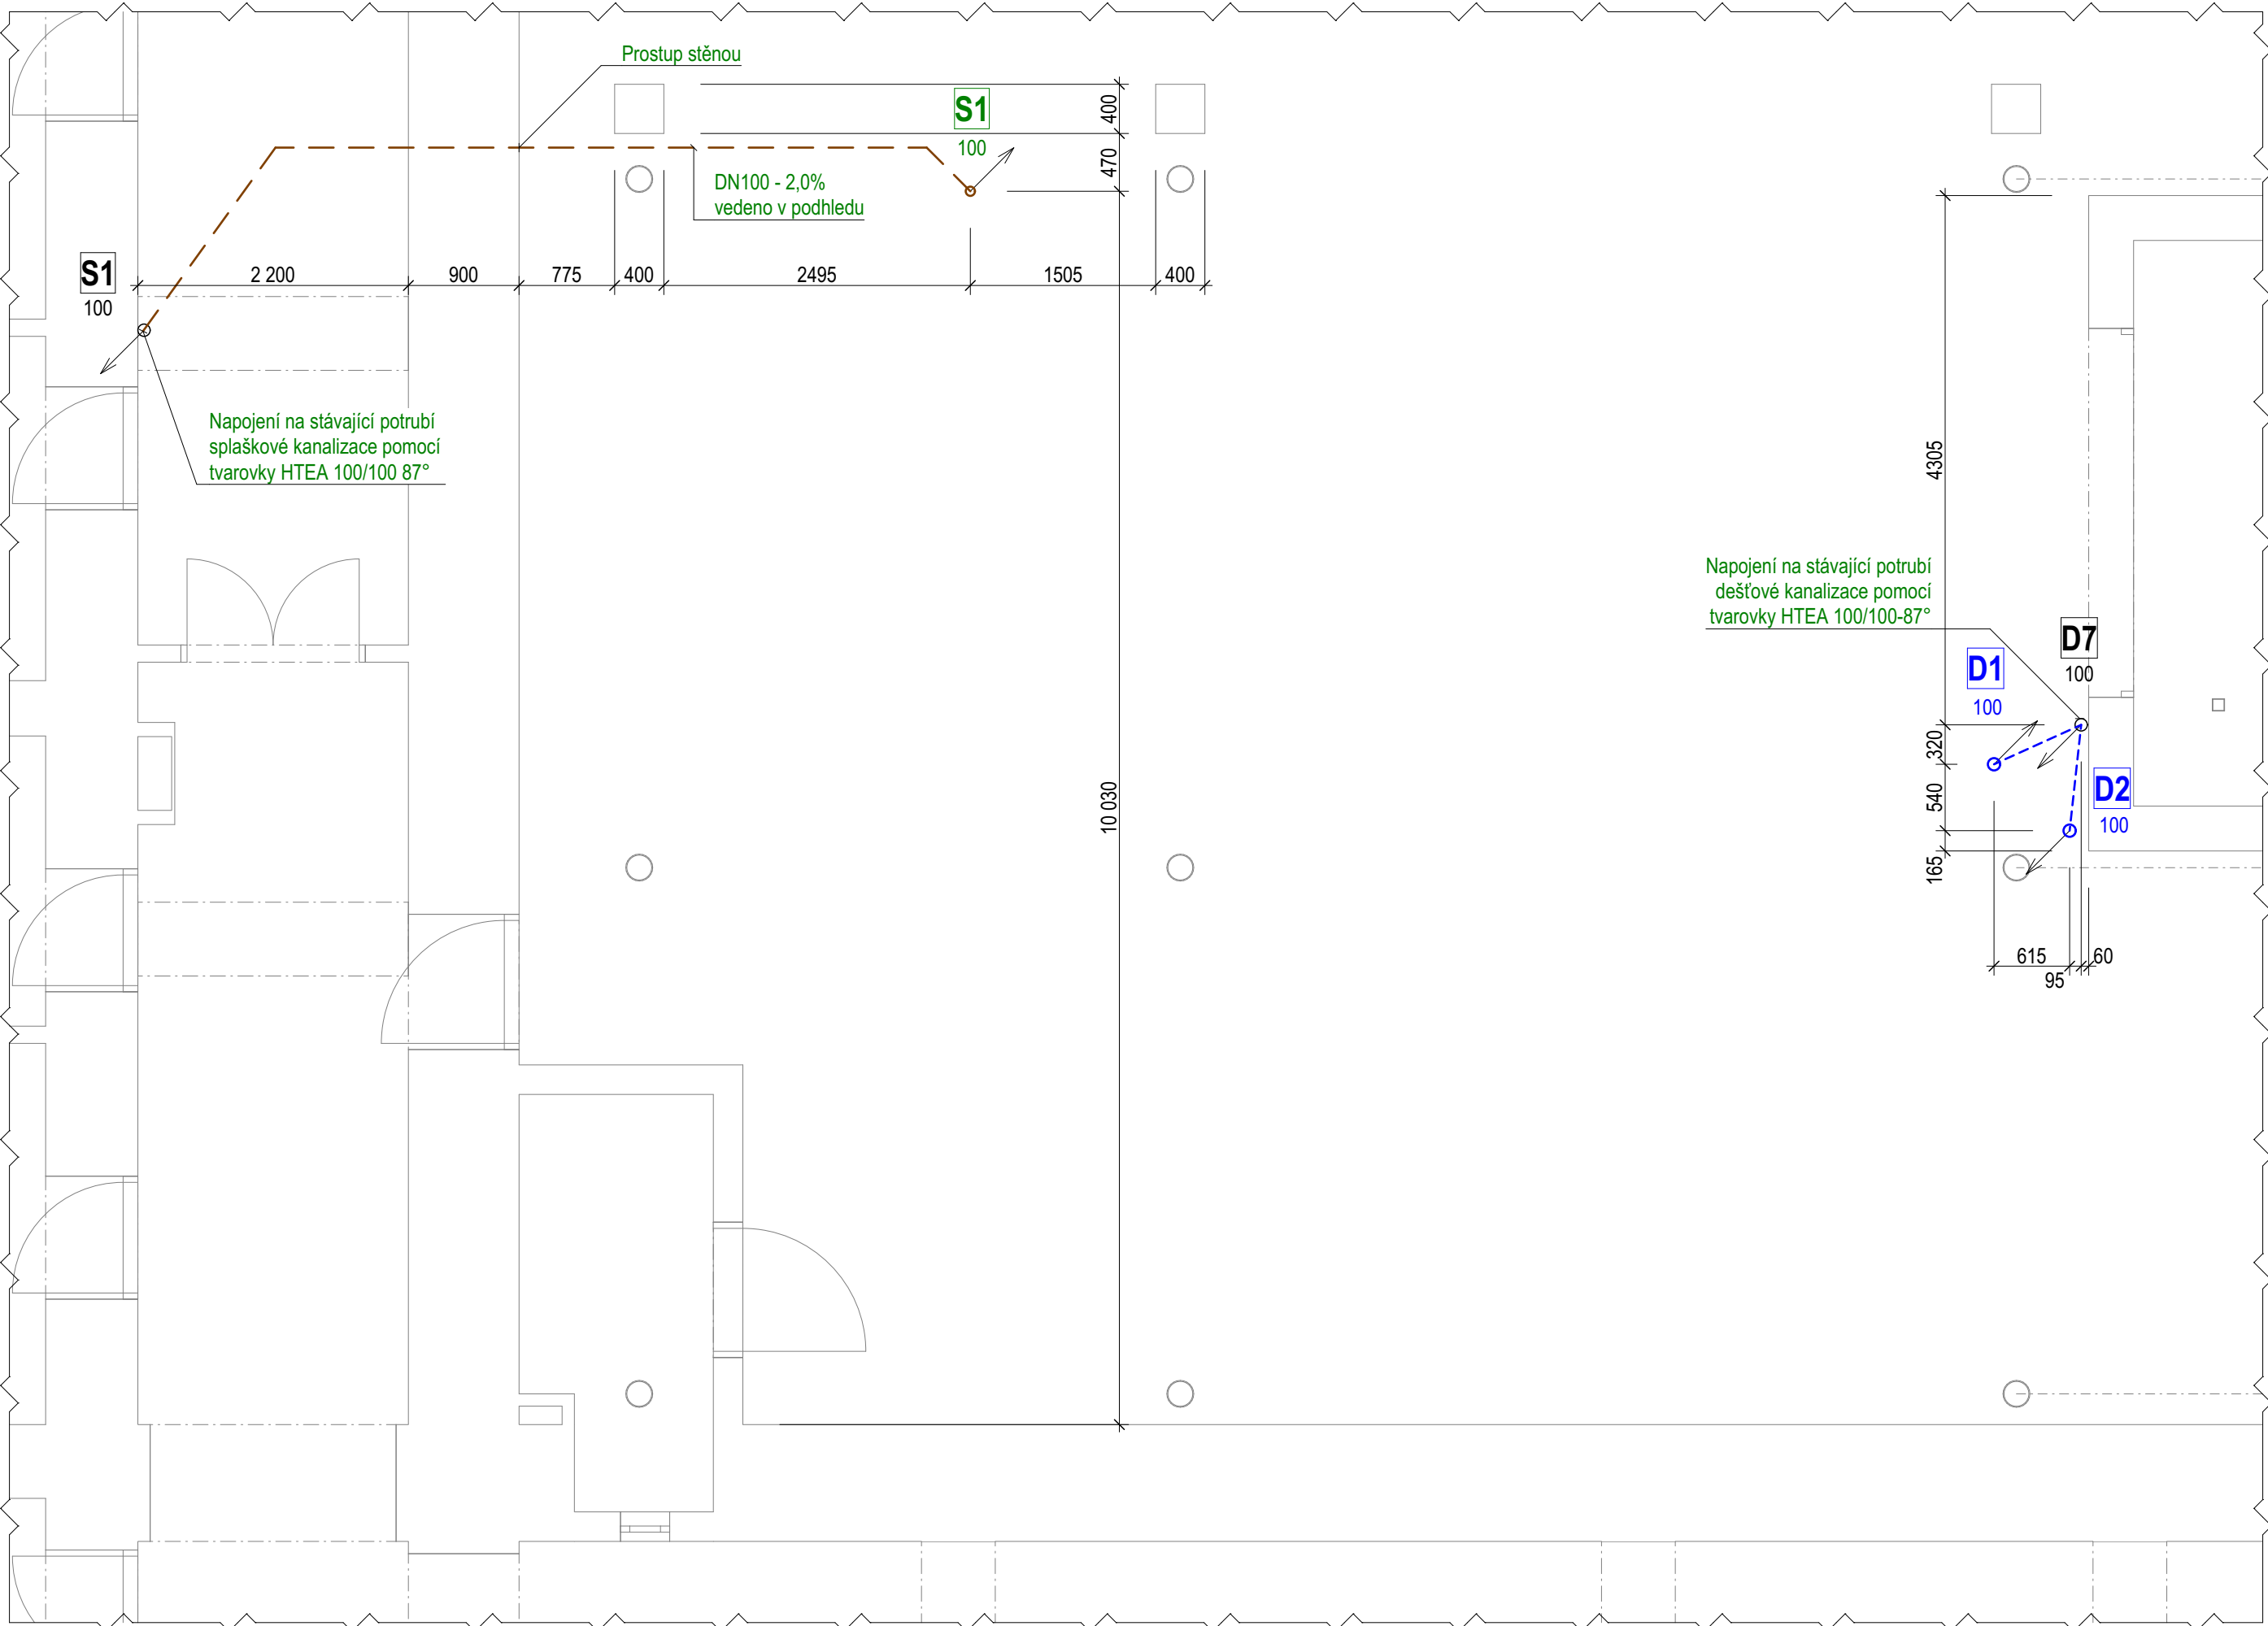 Prostup stěnou
S1
100
400
470
DN100 - 2,0%
vedeno v podhledu
S1
100
2 200
900
775
400
2495
1505
400
Napojení na stávající potrubí
splaškové kanalizace pomocí
tvarovky HTEA 100/100 87°
10 030
4305
Napojení na stávající potrubí
dešťové kanalizace pomocí
tvarovky HTEA 100/100-87°
D7
100
D1
100
320
540
165
D2
100
615
95
60